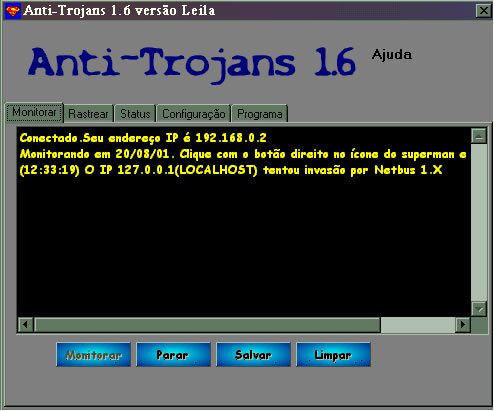 Anti-Trojans 1.6 versão Leila
Anti-Trojans 1.6
Ajuda
Monitorar Rastrear Status Configuração Programa
Conectado.Seu endereço IP é 192.168.0.2
Monitorando em 20/08/01. Clique com o botão direito no ícone do superman e
(12:33:19) O IP 127.0.0.1(LOCALHOST) tentou invasão por Netbus 1.X
Monitorar Parar Salvar Limpar